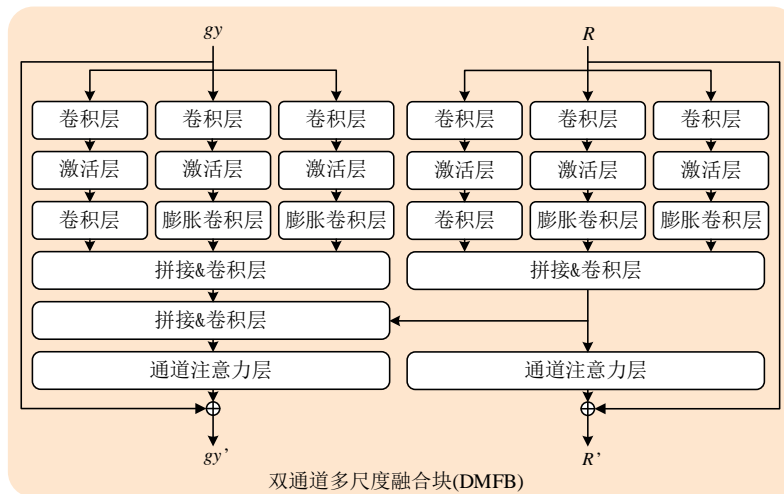 gy R
卷积层 卷积层 卷积层 卷积层 卷积层 卷积层
激活层 激活层 激活层 激活层 激活层 激活层
卷积层 膨胀卷积层 膨胀卷积层 卷积层 膨胀卷积层 膨胀卷积层
拼接&卷积层 拼接&卷积层
拼接&卷积层
通道注意力层 通道注意力层
gy’ R’
双通道多尺度融合块(DMFB)